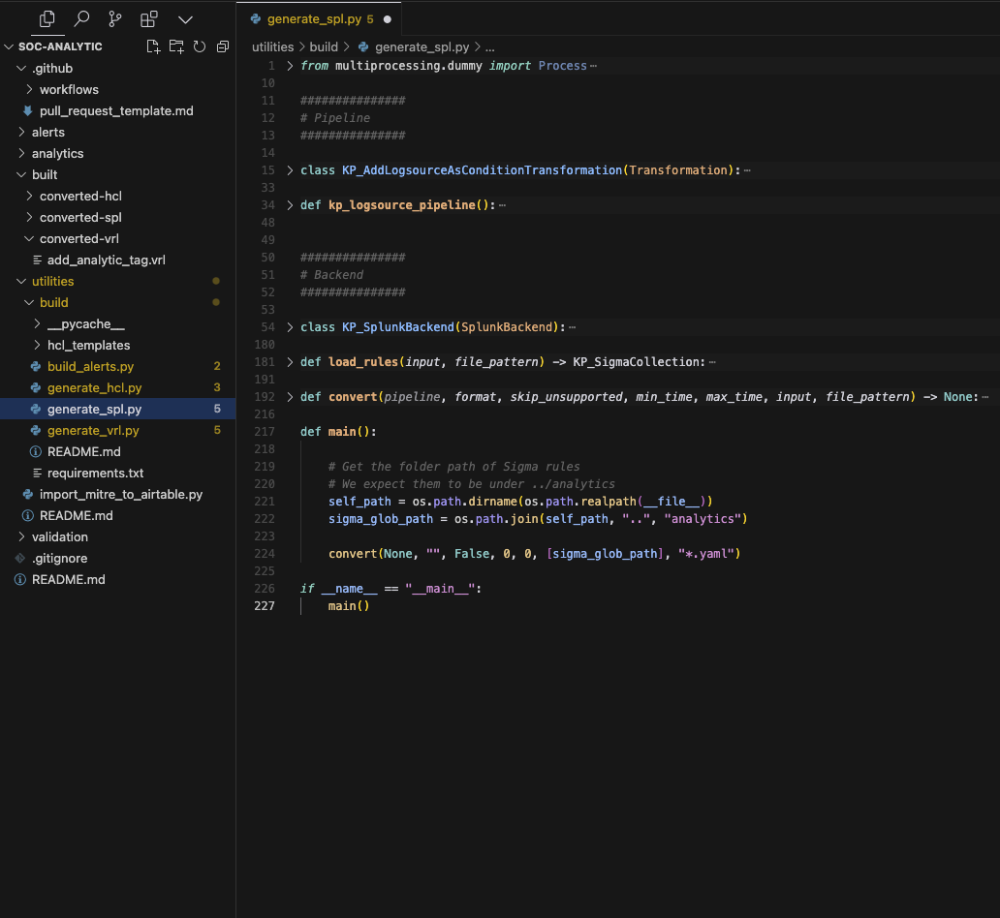 generate_spl.py 5
SOC-ANALYTIC
.github
workflows
pull_request_template.md
alerts
analytics
built
converted-hcl
converted-spl
converted-vrl
add_analytic_tag.vrl
utilities
build
__pycache__
hcl_templates
build_alerts.py 2
generate_hcl.py 3
generate_spl.py 5
generate_vrl.py 5
README.md
requirements.txt
import_mitre_to_airtable.py
README.md
validation
.gitignore
README.md
utilities > build > generate_spl.py > ...
1 from multiprocessing.dummy import Process…
10
11 ###############
12 # Pipeline
13 ###############
14
15 class KP_AddLogsourceAsConditionTransformation(Transformation):…
33
34 def kp_logsource_pipeline():…
48
49
50 ###############
51 # Backend
52 ###############
53
54 class KP_SplunkBackend(SplunkBackend):…
180
181 def load_rules(input, file_pattern) -> KP_SigmaCollection:…
191
192 def convert(pipeline, format, skip_unsupported, min_time, max_time, input, file_pattern) -> None:…
216
217 def main():
218
219 # Get the folder path of Sigma rules
220 # We expect them to be under ../analytics
221 self_path = os.path.dirname(os.path.realpath(__file__))
222 sigma_glob_path = os.path.join(self_path, "..", "analytics")
223
224 convert(None, "", False, 0, 0, [sigma_glob_path], "*.yaml")
225
226 if __name__ == "__main__":
227 main()